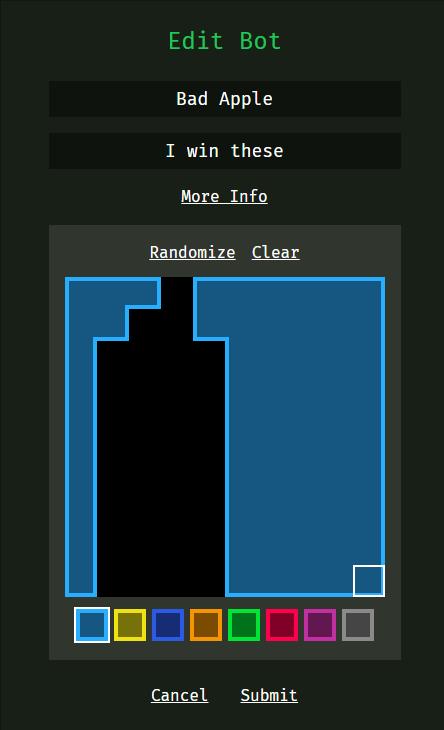 Edit Bot
Bad Apple
I win these
More Info
Randomize Clear
Cancel Submit